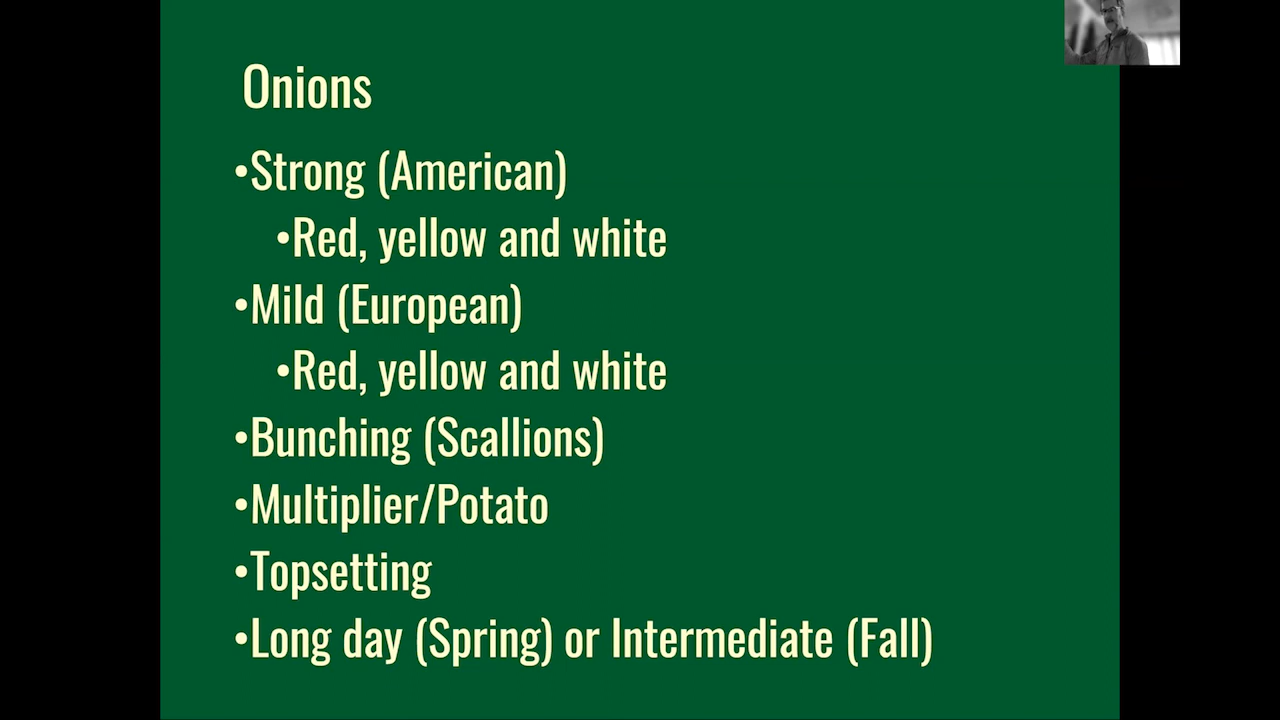 Onions
•Strong (American)
•Red, yellow and white
•Mild (European)
•Red, yellow and white
•Bunching (Scallions)
•Multiplier/Potato
•Topsetting
•Long day (Spring) or Intermediate (Fall)